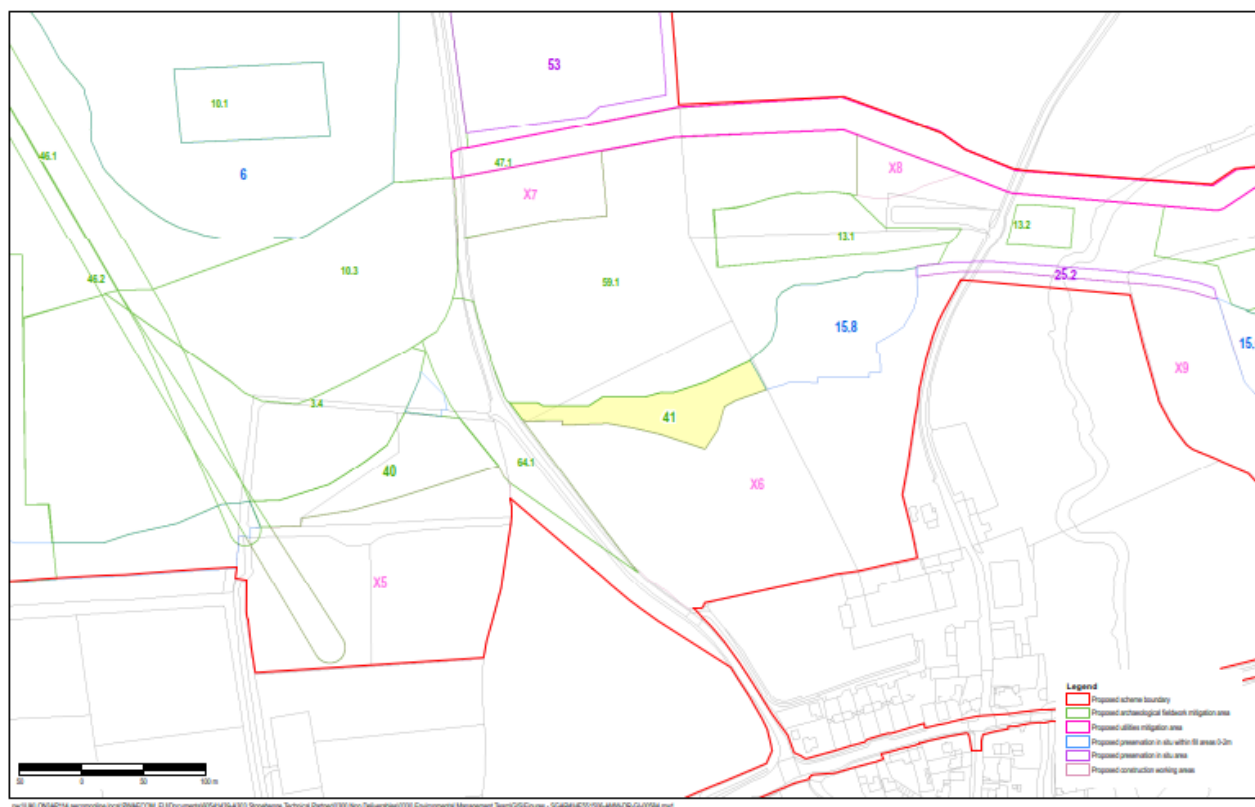 53
10.1
46.1
6
47.1
X7
X8
13.1
13.2
46.2
10.3
59.1
25.2
15.8
15.
X9
3.4
41
40
64.1
X6
X5
Legend
Proposed scheme boundary
Proposed archaeological fieldwork mitigation area
Proposed utilities mitigation area
Proposed preservation in situ within fill areas 0-2m
Proposed preservation in situ area
Proposed construction working areas
50 0 50 100 m